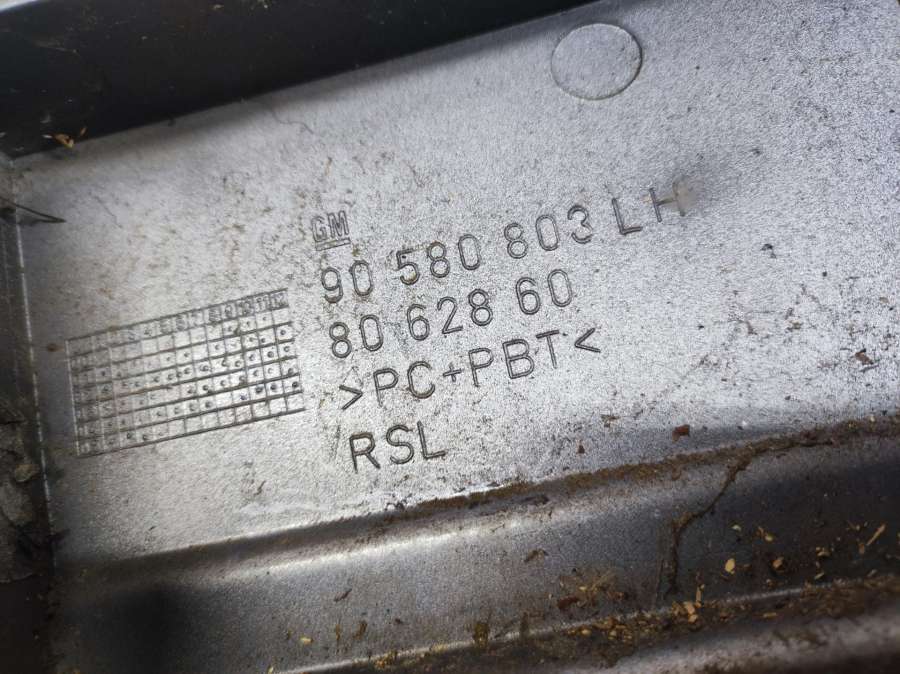 GM
90 580 803 LH
80 628 60
>PC+PBT<
RSL